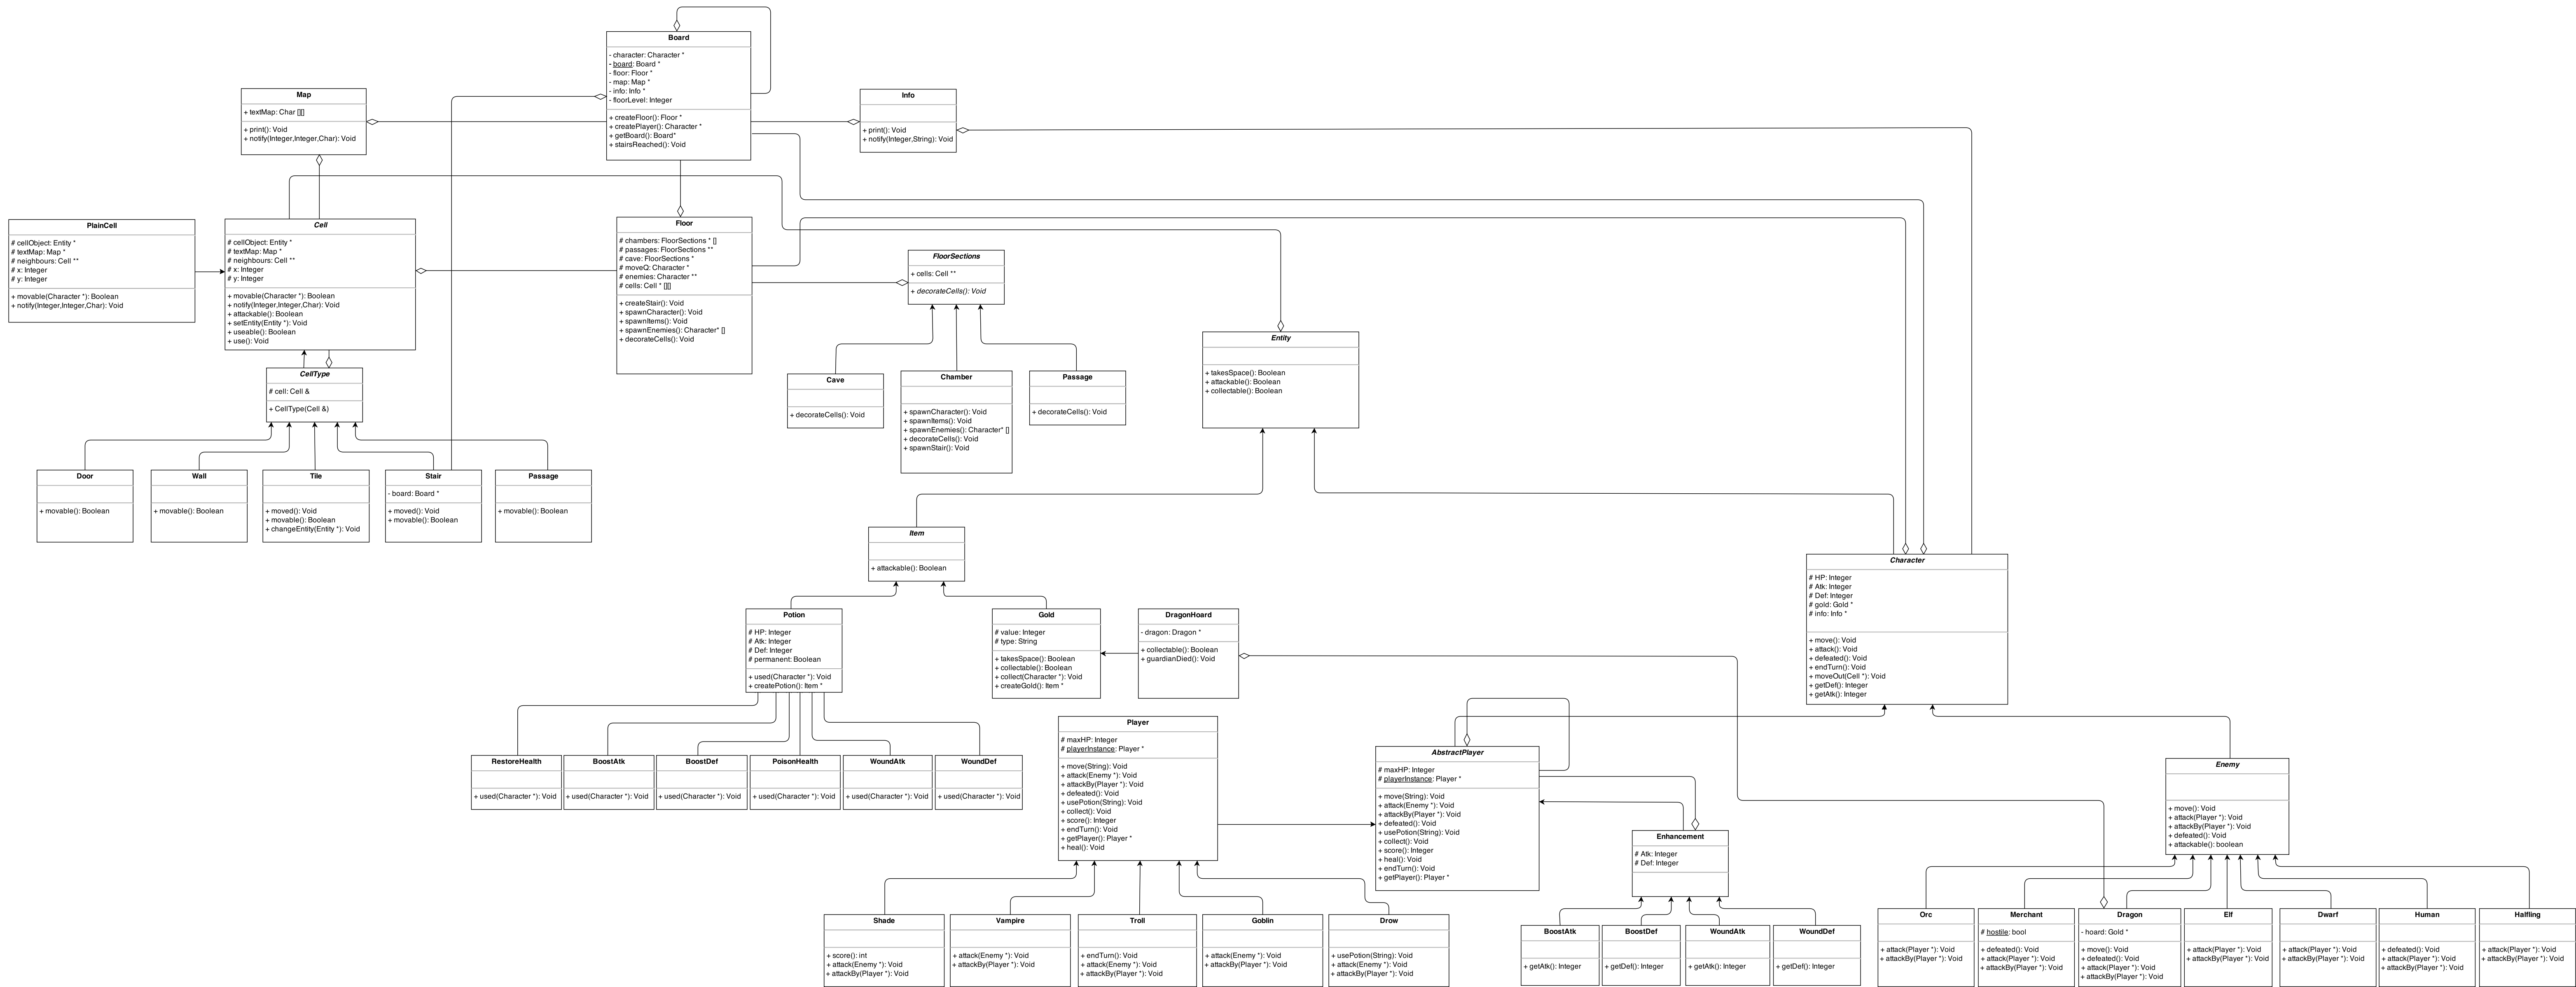 Board
- character: Character *
- board: Board *
- floor: Floor *
- map: Map *
- info: Info *
- floorLevel: Integer
+ createFloor(): Floor *
+ createPlayer(): Character *
+ getBoard(): Board*
+ stairsReached(): Void
Map
+ textMap: Char [][]
+ print(): Void
+ notify(Integer,Integer,Char): Void
Info
+ print(): Void
+ notify(Integer,String): Void
PlainCell
# cellObject: Entity *
# textMap: Map *
# neighbours: Cell **
# x: Integer
# y: Integer
+ movable(Character *): Boolean
+ notify(Integer,Integer,Char): Void
Cell
# cellObject: Entity *
# textMap: Map *
# neighbours: Cell **
# x: Integer
# y: Integer
+ movable(Character *): Boolean
+ notify(Integer,Integer,Char): Void
+ attackable(): Boolean
+ setEntity(Entity *): Void
+ useable(): Boolean
+ use(): Void
Floor
# chambers: FloorSections * []
# passages: FloorSections **
# cave: FloorSections *
# moveQ: Character *
# enemies: Character **
# cells: Cell * [][]
+ createStair(): Void
+ spawnCharacter(): Void
+ spawnItems(): Void
+ spawnEnemies(): Character* []
+ decorateCells(): Void
FloorSections
+ cells: Cell **
+ decorateCells(): Void
Entity
+ takesSpace(): Boolean
+ attackable(): Boolean
+ collectable(): Boolean
CellType
# cell: Cell &
+ CellType(Cell &)
Cave
+ decorateCells(): Void
Chamber
+ spawnCharacter(): Void
+ spawnItems(): Void
+ spawnEnemies(): Character* []
+ decorateCells(): Void
+ spawnStair(): Void
Passage
+ decorateCells(): Void
Door
+ movable(): Boolean
Wall
+ movable(): Boolean
Tile
+ moved(): Void
+ movable(): Boolean
+ changeEntity(Entity *): Void
Stair
- board: Board *
+ moved(): Void
+ movable(): Boolean
Passage
+ movable(): Boolean
Item
+ attackable(): Boolean
Character
# HP: Integer
# Atk: Integer
# Def: Integer
# gold: Gold *
# info: Info *
+ move(): Void
+ attack(): Void
+ defeated(): Void
+ endTurn(): Void
+ moveOut(Cell *): Void
+ getDef(): Integer
+ getAtk(): Integer
Potion
# HP: Integer
# Atk: Integer
# Def: Integer
# permanent: Boolean
+ used(Character *): Void
+ createPotion(): Item *
Gold
# value: Integer
# type: String
+ takesSpace(): Boolean
+ collectable(): Boolean
+ collect(Character *): Void
+ createGold(): Item *
DragonHoard
- dragon: Dragon *
+ collectable(): Boolean
+ guardianDied(): Void
RestoreHealth
+ used(Character *): Void
BoostAtk
+ used(Character *): Void
BoostDef
+ used(Character *): Void
PoisonHealth
+ used(Character *): Void
WoundAtk
+ used(Character *): Void
WoundDef
+ used(Character *): Void
Player
# maxHP: Integer
# playerInstance: Player *
+ move(String): Void
+ attack(Enemy *): Void
+ attackBy(Player *): Void
+ defeated(): Void
+ usePotion(String): Void
+ collect(): Void
+ score(): Integer
+ endTurn(): Void
+ getPlayer(): Player *
+ heal(): Void
AbstractPlayer
# maxHP: Integer
# playerInstance: Player *
+ move(String): Void
+ attack(Enemy *): Void
+ attackBy(Player *): Void
+ defeated(): Void
+ usePotion(String): Void
+ collect(): Void
+ score(): Integer
+ heal(): Void
+ endTurn(): Void
+ getPlayer(): Player *
Enhancement
# Atk: Integer
# Def: Integer
Enemy
+ move(): Void
+ attack(Player *): Void
+ attackBy(Player *): Void
+ defeated(): Void
+ attackable(): boolean
Shade
+ score(): int
+ attack(Enemy *): Void
+ attackBy(Player *): Void
Vampire
+ attack(Enemy *): Void
+ attackBy(Player *): Void
Troll
+ endTurn(): Void
+ attack(Enemy *): Void
+ attackBy(Player *): Void
Goblin
+ attack(Enemy *): Void
+ attackBy(Player *): Void
Drow
+ usePotion(String): Void
+ attack(Enemy *): Void
+ attackBy(Player *): Void
BoostAtk
+ getAtk(): Integer
BoostDef
+ getDef(): Integer
WoundAtk
+ getAtk(): Integer
WoundDef
+ getDef(): Integer
Orc
+ attack(Player *): Void
+ attackBy(Player *): Void
Merchant
# hostile: bool
+ defeated(): Void
+ attack(Player *): Void
+ attackBy(Player *): Void
Dragon
- hoard: Gold *
+ move(): Void
+ defeated(): Void
+ attack(Player *): Void
+ attackBy(Player *): Void
Elf
+ attack(Player *): Void
+ attackBy(Player *): Void
Dwarf
+ attack(Player *): Void
+ attackBy(Player *): Void
Human
+ defeated(): Void
+ attack(Player *): Void
+ attackBy(Player *): Void
Halfling
+ attack(Player *): Void
+ attackBy(Player *): Void